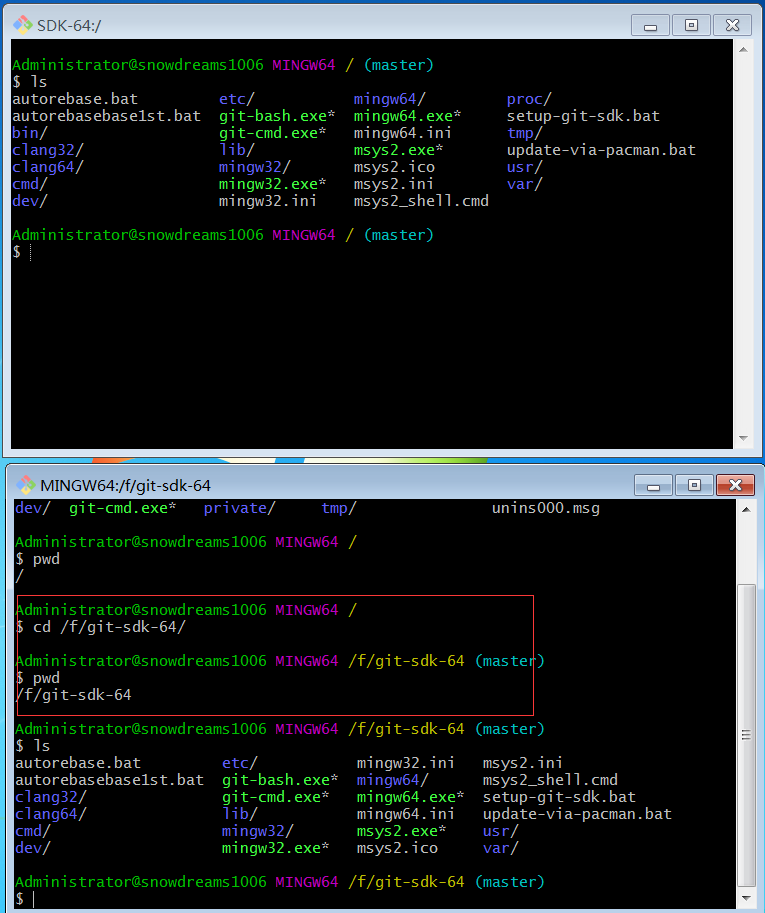 SDK-64:/
Administrator@snowdreams1006 MINGW64 / (master)
$ ls
autorebase.bat etc/ mingw64/ proc/
autorebasebase1st.bat git-bash.exe* mingw64.exe* setup-git-sdk.bat
bin/ git-cmd.exe* mingw64.ini tmp/
clang32/ lib/ msys2.exe* update-via-pacman.bat
clang64/ mingw32/ msys2.ico usr/
cmd/ mingw32.exe* msys2.ini var/
dev/ mingw32.ini msys2_shell.cmd
Administrator@snowdreams1006 MINGW64 / (master)
$
MINGW64:/f/git-sdk-64
dev/ git-cmd.exe* private/ tmp/ unins000.msg
Administrator@snowdreams1006 MINGW64 /
$ pwd
/
Administrator@snowdreams1006 MINGW64 /
$ cd /f/git-sdk-64/
Administrator@snowdreams1006 MINGW64 /f/git-sdk-64 (master)
$ pwd
/f/git-sdk-64
Administrator@snowdreams1006 MINGW64 /f/git-sdk-64 (master)
$ ls
autorebase.bat etc/ mingw32.ini msys2.ini
autorebasebase1st.bat git-bash.exe* mingw64/ msys2_shell.cmd
clang32/ git-cmd.exe* mingw64.exe* setup-git-sdk.bat
clang64/ lib/ mingw64.ini update-via-pacman.bat
cmd/ mingw32/ msys2.exe* usr/
dev/ mingw32.exe* msys2.ico var/
Administrator@snowdreams1006 MINGW64 /f/git-sdk-64 (master)
$